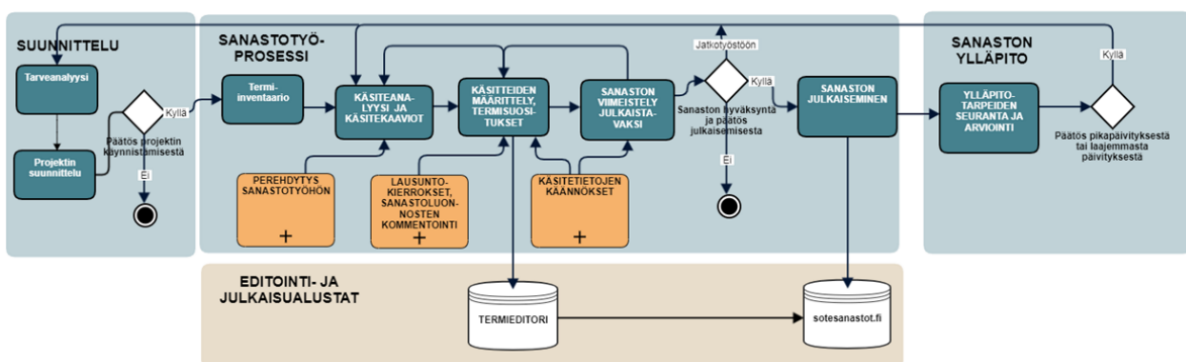 SUUNNITTELU
Tarveanalyysi
Projektin
suunnittelu
Kyllä
Päätös projektin
käynnistämisestä
Ei
SANASTOTYÖ-
PROSESSI
Termi-
inventaario
KÄSITEANA-
LYYSI JA
KÄSITEKAAVIOT
KÄSITTEIDEN
MÄÄRITTELY,
TERMISUOSI-
TUKSET
SANASTON
VIIMEISTELY
JULKAISTA-
VAKSI
Jatkotyöstöön
Kyllä
Sanaston hyväksyntä
ja päätös
julkaisemisesta
Ei
SANASTON
JULKAISEMINEN
PEREHDYTYS
SANASTOTYÖHÖN
LAUSUNTO-
KIERROKSET,
SANASTOLUON-
NOSTEN
KOMMENTOINTI
KÄSITETIETOJEN
KÄÄNNÖKSET
SANASTON
YLLÄPITO
YLLÄPITO-
TARPEIDEN
SEURANTA JA
ARVIOINTI
Kyllä
Päätös pikapäivityksestä
tai laajemmasta
päivityksestä
EDITOINTI- JA
JULKAISUALUSTAT
TERMIEDITORI
sotesanastot.fi